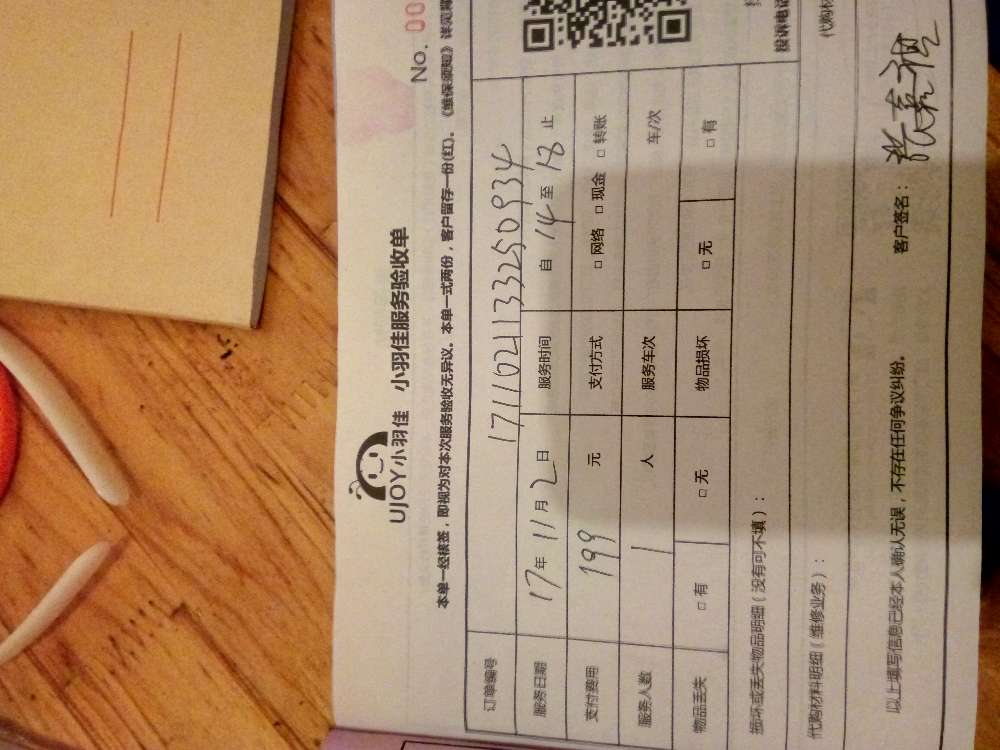 No. 00
UJOY小羽佳 小羽佳服务验收单
本单一经核签，即视为对本次服务验收无异议。本单一式两份，客户留存一份(红)。《维保须知》详见
订单编号 1711021133250934
服务日期 17年11月2日 服务时间 自14至18止
支付费用 199元 支付方式 □网络 □现金 □转账
服务人数 1人 服务车次 车/次
物品丢失 □有 □无 物品损坏 □无 □有
损坏或丢失物品明细（没有可不填）：
投诉电话
代购材料明细（维修业务）：
代购材
以上填写信息已经本人确认无误，不存在任何争议纠纷。 客户签名：